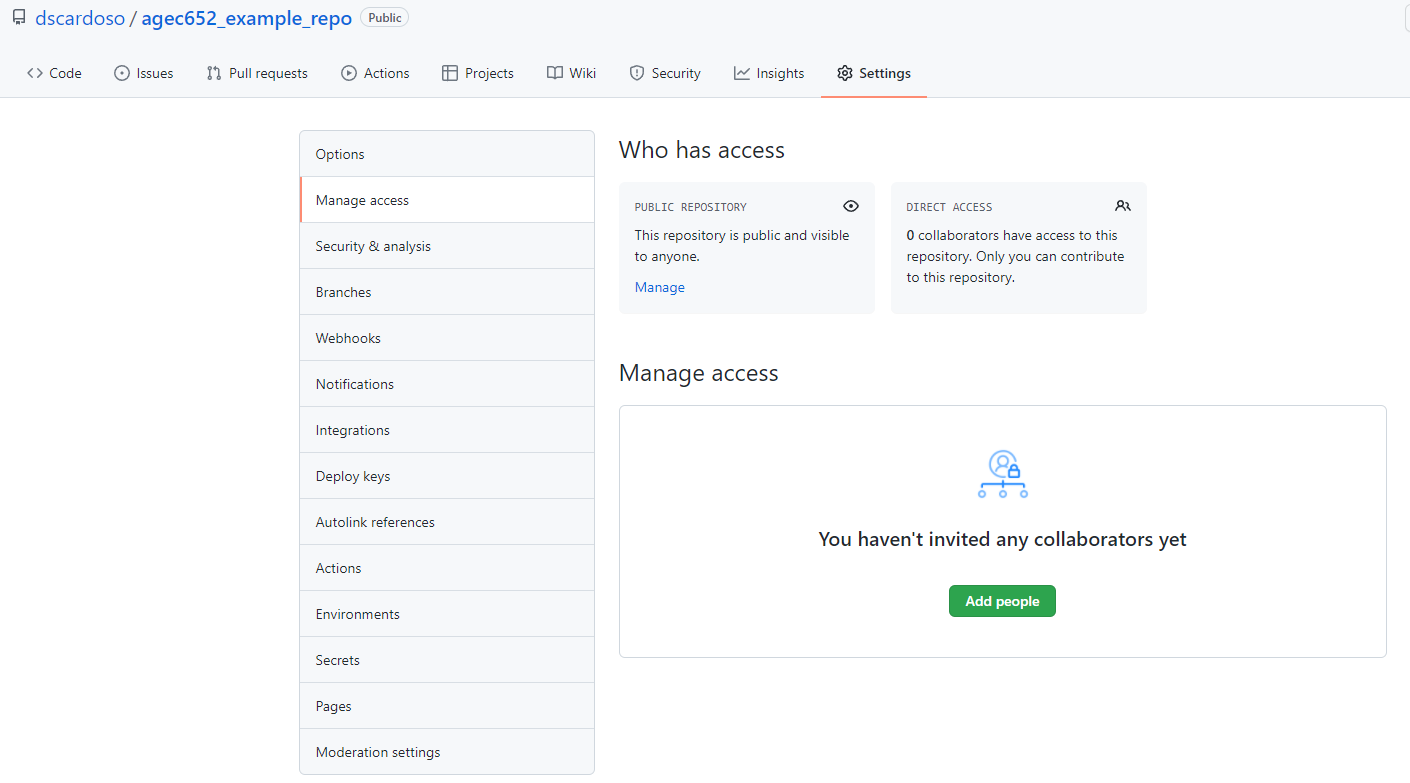 dscardoso / agec652_example_repo Public
Code Issues Pull requests Actions Projects Wiki Security Insights Settings
Options
Manage access
Security & analysis
Branches
Webhooks
Notifications
Integrations
Deploy keys
Autolink references
Actions
Environments
Secrets
Pages
Moderation settings
Who has access
PUBLIC REPOSITORY
This repository is public and visible
to anyone.
Manage
DIRECT ACCESS
0 collaborators have access to this
repository. Only you can contribute
to this repository.
Manage access
You haven't invited any collaborators yet
Add people